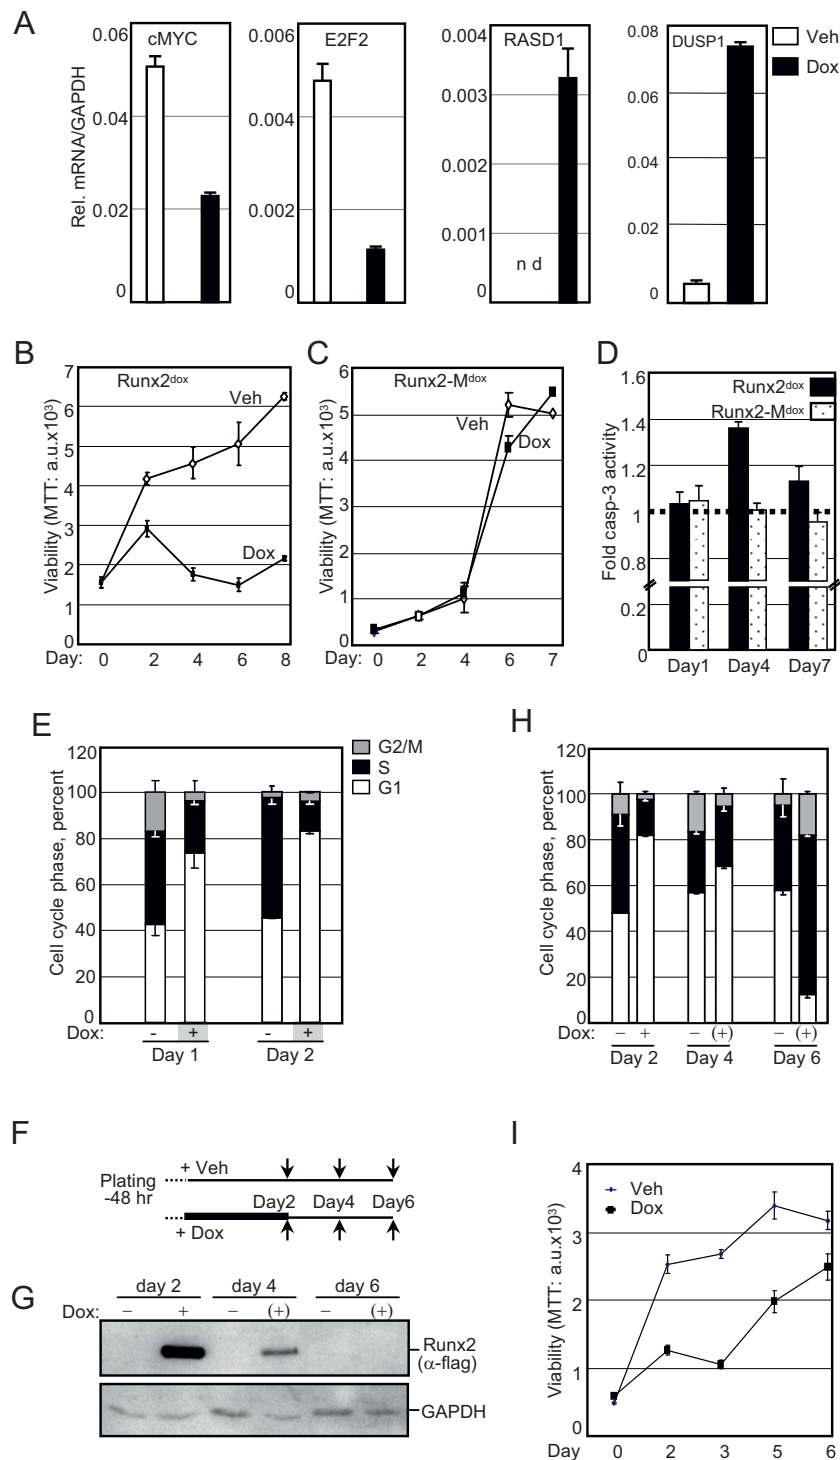 A
cMYC
E2F2
RASD1
DUSP1
Veh
Dox
Rel. mRNA/GAPDH
0.06
0.04
0.02
0
0.006
0.004
0.002
0
0.004
0.003
0.002
0.001
0
n d
0.08
0.06
0.04
0.02
0
B
Runx2dox
Veh
Dox
Viability (MTT: a.u.x10³)
7
6
5
4
3
2
1
0
Day: 0 2 4 6 8
C
Runx2-Mdox
Veh
Dox
Viability (MTT: a.u.x10³)
6
5
4
3
2
1
0
0 2 4 6 7
D
Runx2dox
Runx2-Mdox
Fold casp-3 activity
1.6
1.4
1.2
1
0.8
0.2
0
Day1 Day4 Day7
E
G2/M
S
G1
Cell cycle phase, percent
120
100
80
60
40
20
0
Dox: - + - +
Day 1 Day 2
H
Cell cycle phase, percent
120
100
80
60
40
20
0
Dox: − + − (+) − (+)
Day 2 Day 4 Day 6
F
+ Veh
Plating
-48 hr
Day2 Day4 Day6
+ Dox
G
day 2 day 4 day 6
Dox: − + − (+) − (+)
Runx2
(α-flag)
GAPDH
I
Veh
Dox
Viability (MTT: a.u.x10³)
4
3
2
1
0
Day 0 2 3 5 6